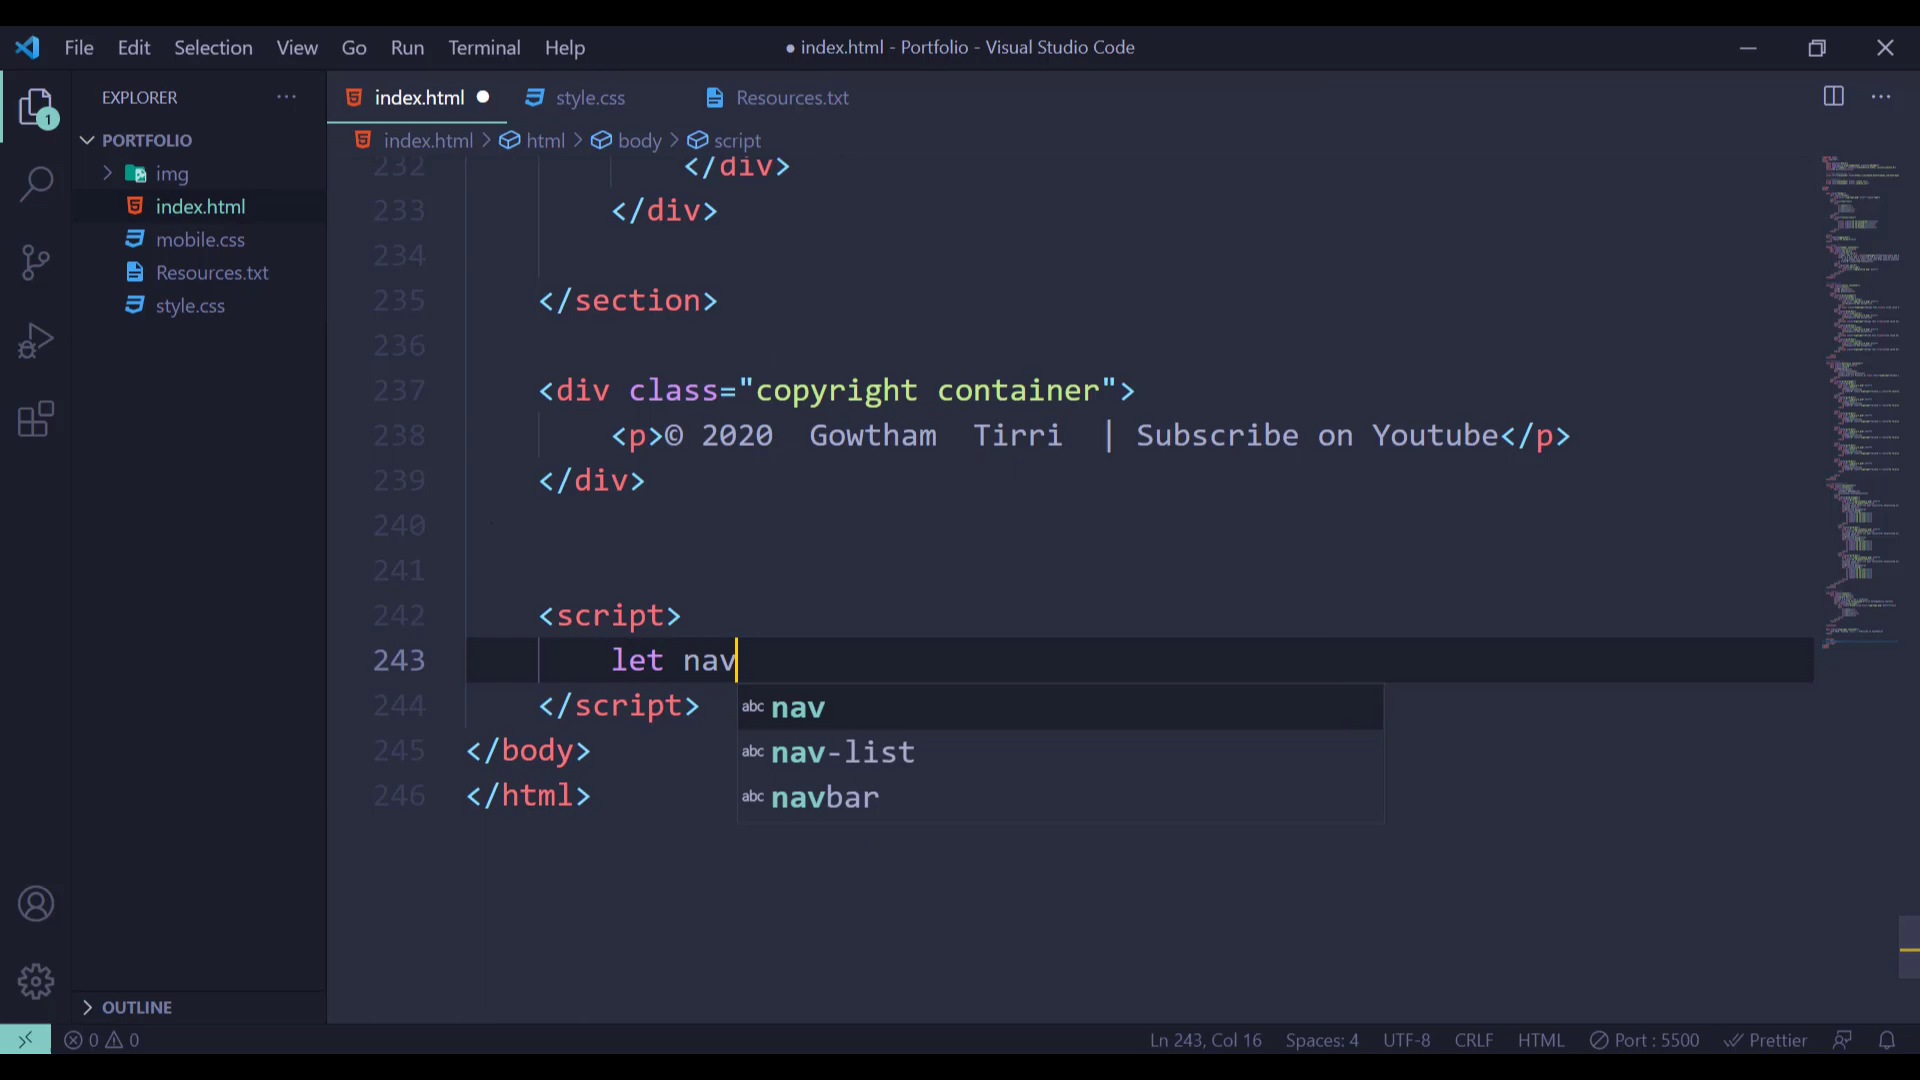 File Edit Selection View Go Run Terminal Help
● index.html - Portfolio - Visual Studio Code
EXPLORER
1
PORTFOLIO
img
index.html
mobile.css
Resources.txt
style.css
OUTLINE
index.html ● style.css Resources.txt
index.html > html > body > script
232 </div>
233 </div>
234
235 </section>
236
237 <div class="copyright container">
238 <p>© 2020  Gowtham  Tirri  | Subscribe on Youtube</p>
239 </div>
240
241
242 <script>
243 let nav
244 </script>
245 </body>
246 </html>
abc nav
abc nav-list
abc navbar
0 0 Ln 243, Col 16 Spaces: 4 UTF-8 CRLF HTML Port : 5500 Prettier